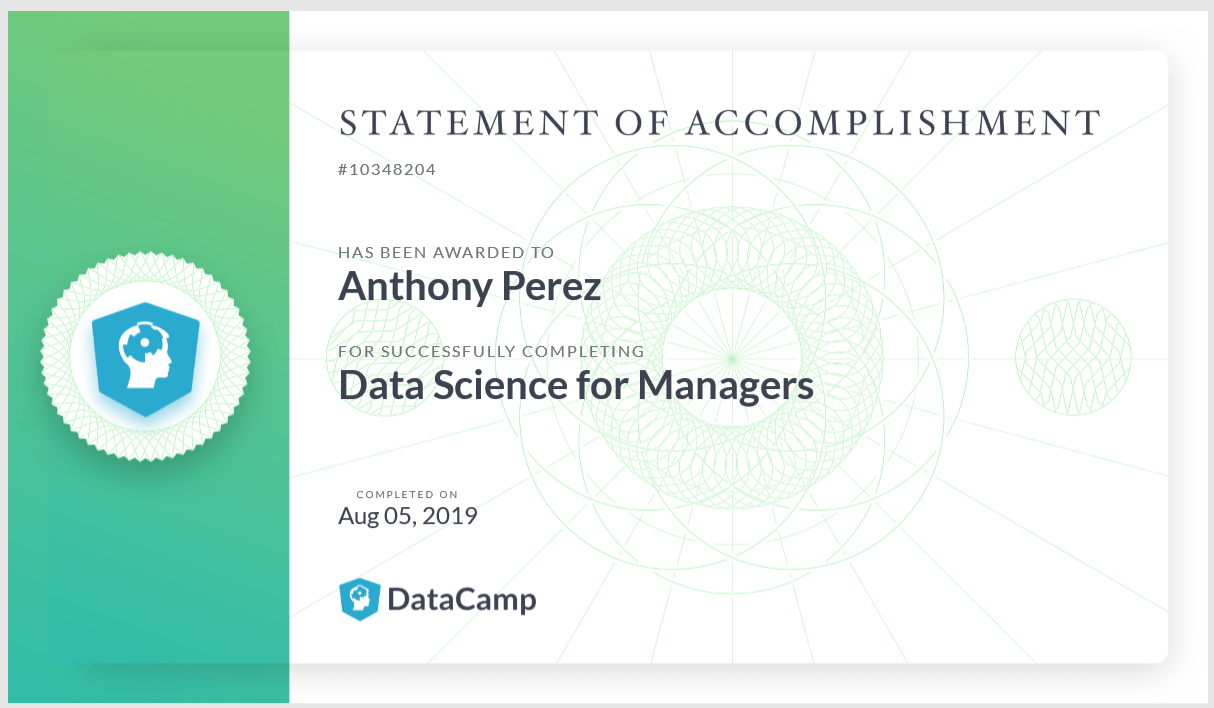 STATEMENT OF ACCOMPLISHMENT
#10348204
HAS BEEN AWARDED TO
Anthony Perez
FOR SUCCESSFULLY COMPLETING
Data Science for Managers
COMPLETED ON
Aug 05, 2019
DataCamp